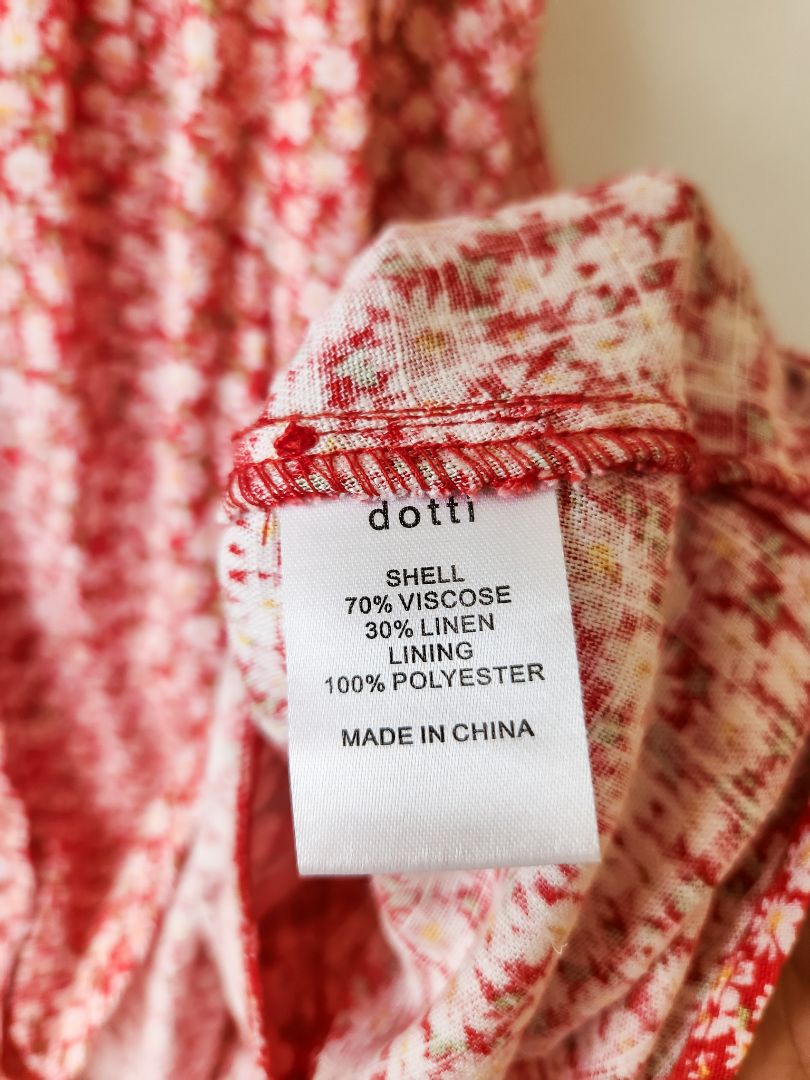 dotti
SHELL
70% VISCOSE
30% LINEN
LINING
100% POLYESTER
MADE IN CHINA